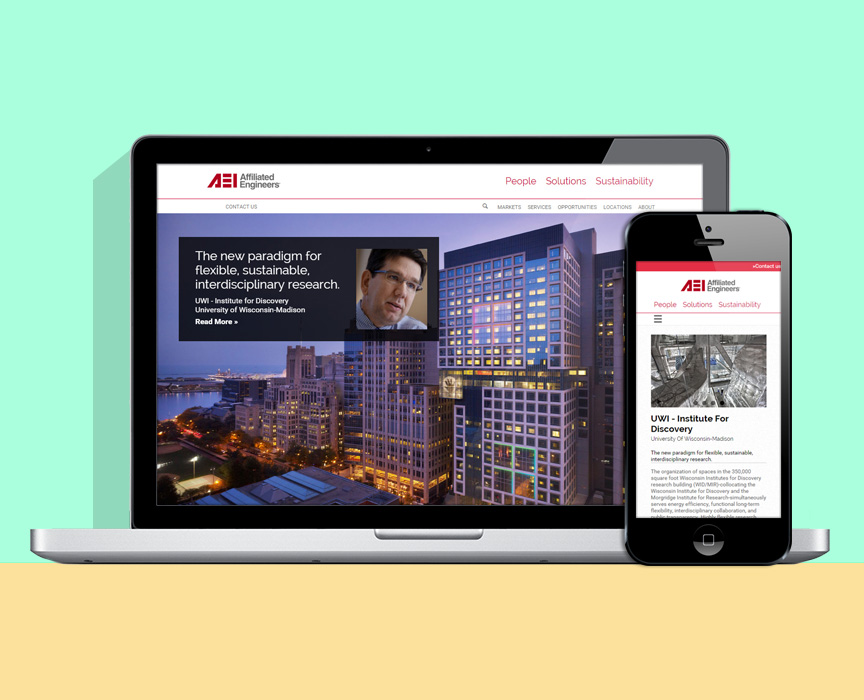 AEI Affiliated
Engineers
People Solutions Sustainability
CONTACT US
MARKETS SERVICES OPPORTUNITIES LOCATIONS ABOUT
The new paradigm for
flexible, sustainable,
interdisciplinary research.
UWI - Institute for Discovery
University of Wisconsin-Madison
Read More »
»Contact us
AEI Affiliated
Engineers
People Solutions Sustainability
UWI - Institute For
Discovery
University Of Wisconsin-Madison
The new paradigm for flexible, sustainable,
interdisciplinary research.
The organization of spaces in the 330,000
square foot Wisconsin Institutes for Discovery
research building (WID/MIR)-collocating the
Wisconsin Institute for Discovery and the
Morgridge Institute for Research-simultaneously
serves energy efficiency, functional long-term
flexibility, interdisciplinary collaboration, and